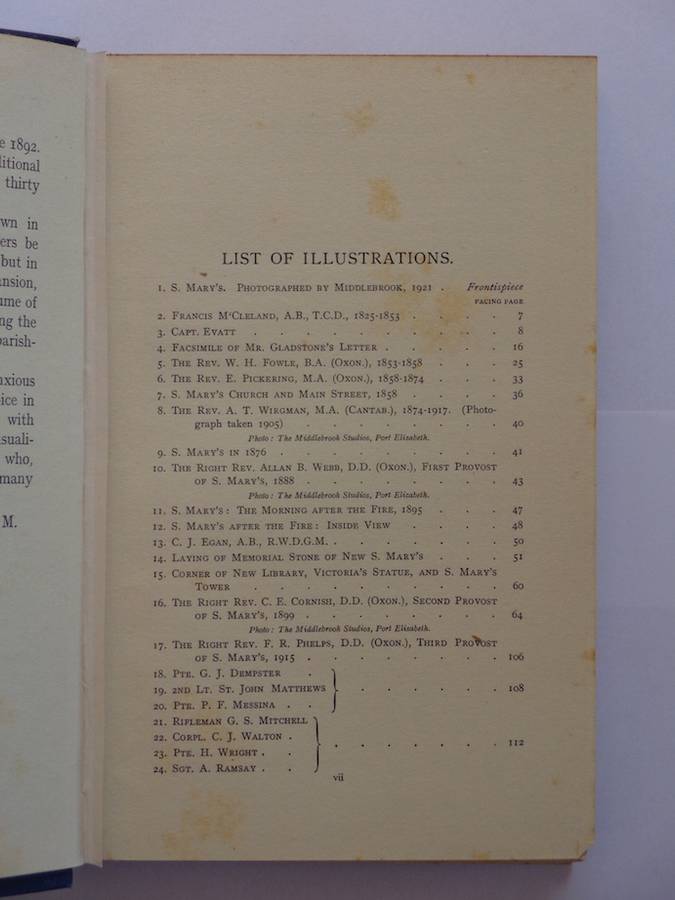 e 1892.
litional
thirty
wn in
ers be
but in
nsion,
ume of
ng the
parish-
nxious
oice in
with
suali-
who,
many
M.
LIST OF ILLUSTRATIONS.
1. S. MARY'S. PHOTOGRAPHED BY MIDDLEBROOK, 1921 . Frontispiece
FACING PAGE
2. FRANCIS M'CLELAND, A.B., T.C.D., 1825-1853 . . . . 7
3. CAPT. EVATT . . . . . . . . . 8
4. FACSIMILE OF MR. GLADSTONE'S LETTER . . . . . 16
5. THE REV. W. H. FOWLE, B.A. (OXON.), 1853-1858 . . . 25
6. THE REV. E. PICKERING, M.A. (OXON.), 1858-1874 . . . 33
7. S. MARY'S CHURCH AND MAIN STREET, 1858 . . . . 36
8. THE REV. A. T. WIRGMAN, M.A. (CANTAB.), 1874-1917. (Photo-
graph taken 1905) . . . . . . . . 40
Photo: The Middlebrook Studios, Port Elizabeth.
9. S. MARY'S IN 1876 . . . . . . . . 41
10. THE RIGHT REV. ALLAN B. WEBB, D.D. (OXON.), FIRST PROVOST
OF S. MARY'S, 1888 . . . . . . . 43
Photo: The Middlebrook Studios, Port Elizabeth.
11. S. MARY'S: THE MORNING AFTER THE FIRE, 1895 . . . 47
12. S. MARY'S AFTER THE FIRE: INSIDE VIEW . . . . 48
13. C. J. EGAN, A.B., R.W.D.G.M. . . . . . . 50
14. LAYING OF MEMORIAL STONE OF NEW S. MARY'S . . . 51
15. CORNER OF NEW LIBRARY, VICTORIA'S STATUE, AND S. MARY'S
TOWER . . . . . . . . . 60
16. THE RIGHT REV. C. E. CORNISH, D.D. (OXON.), SECOND PROVOST
OF S. MARY'S, 1899 . . . . . . . 64
Photo: The Middlebrook Studios, Port Elizabeth.
17. THE RIGHT REV. F. R. PHELPS, D.D. (OXON.), THIRD PROVOST
OF S. MARY'S, 1915 . . . . . . . 106
18. PTE. G. J. DEMPSTER .
19. 2ND LT. ST. JOHN MATTHEWS . . . . . . 108
20. PTE. P. F. MESSINA . .
21. RIFLEMAN G. S. MITCHELL
22. CORPL. C. J. WALTON .
23. PTE. H. WRIGHT . . . . . . . . . 112
24. SGT. A. RAMSAY . .
vii